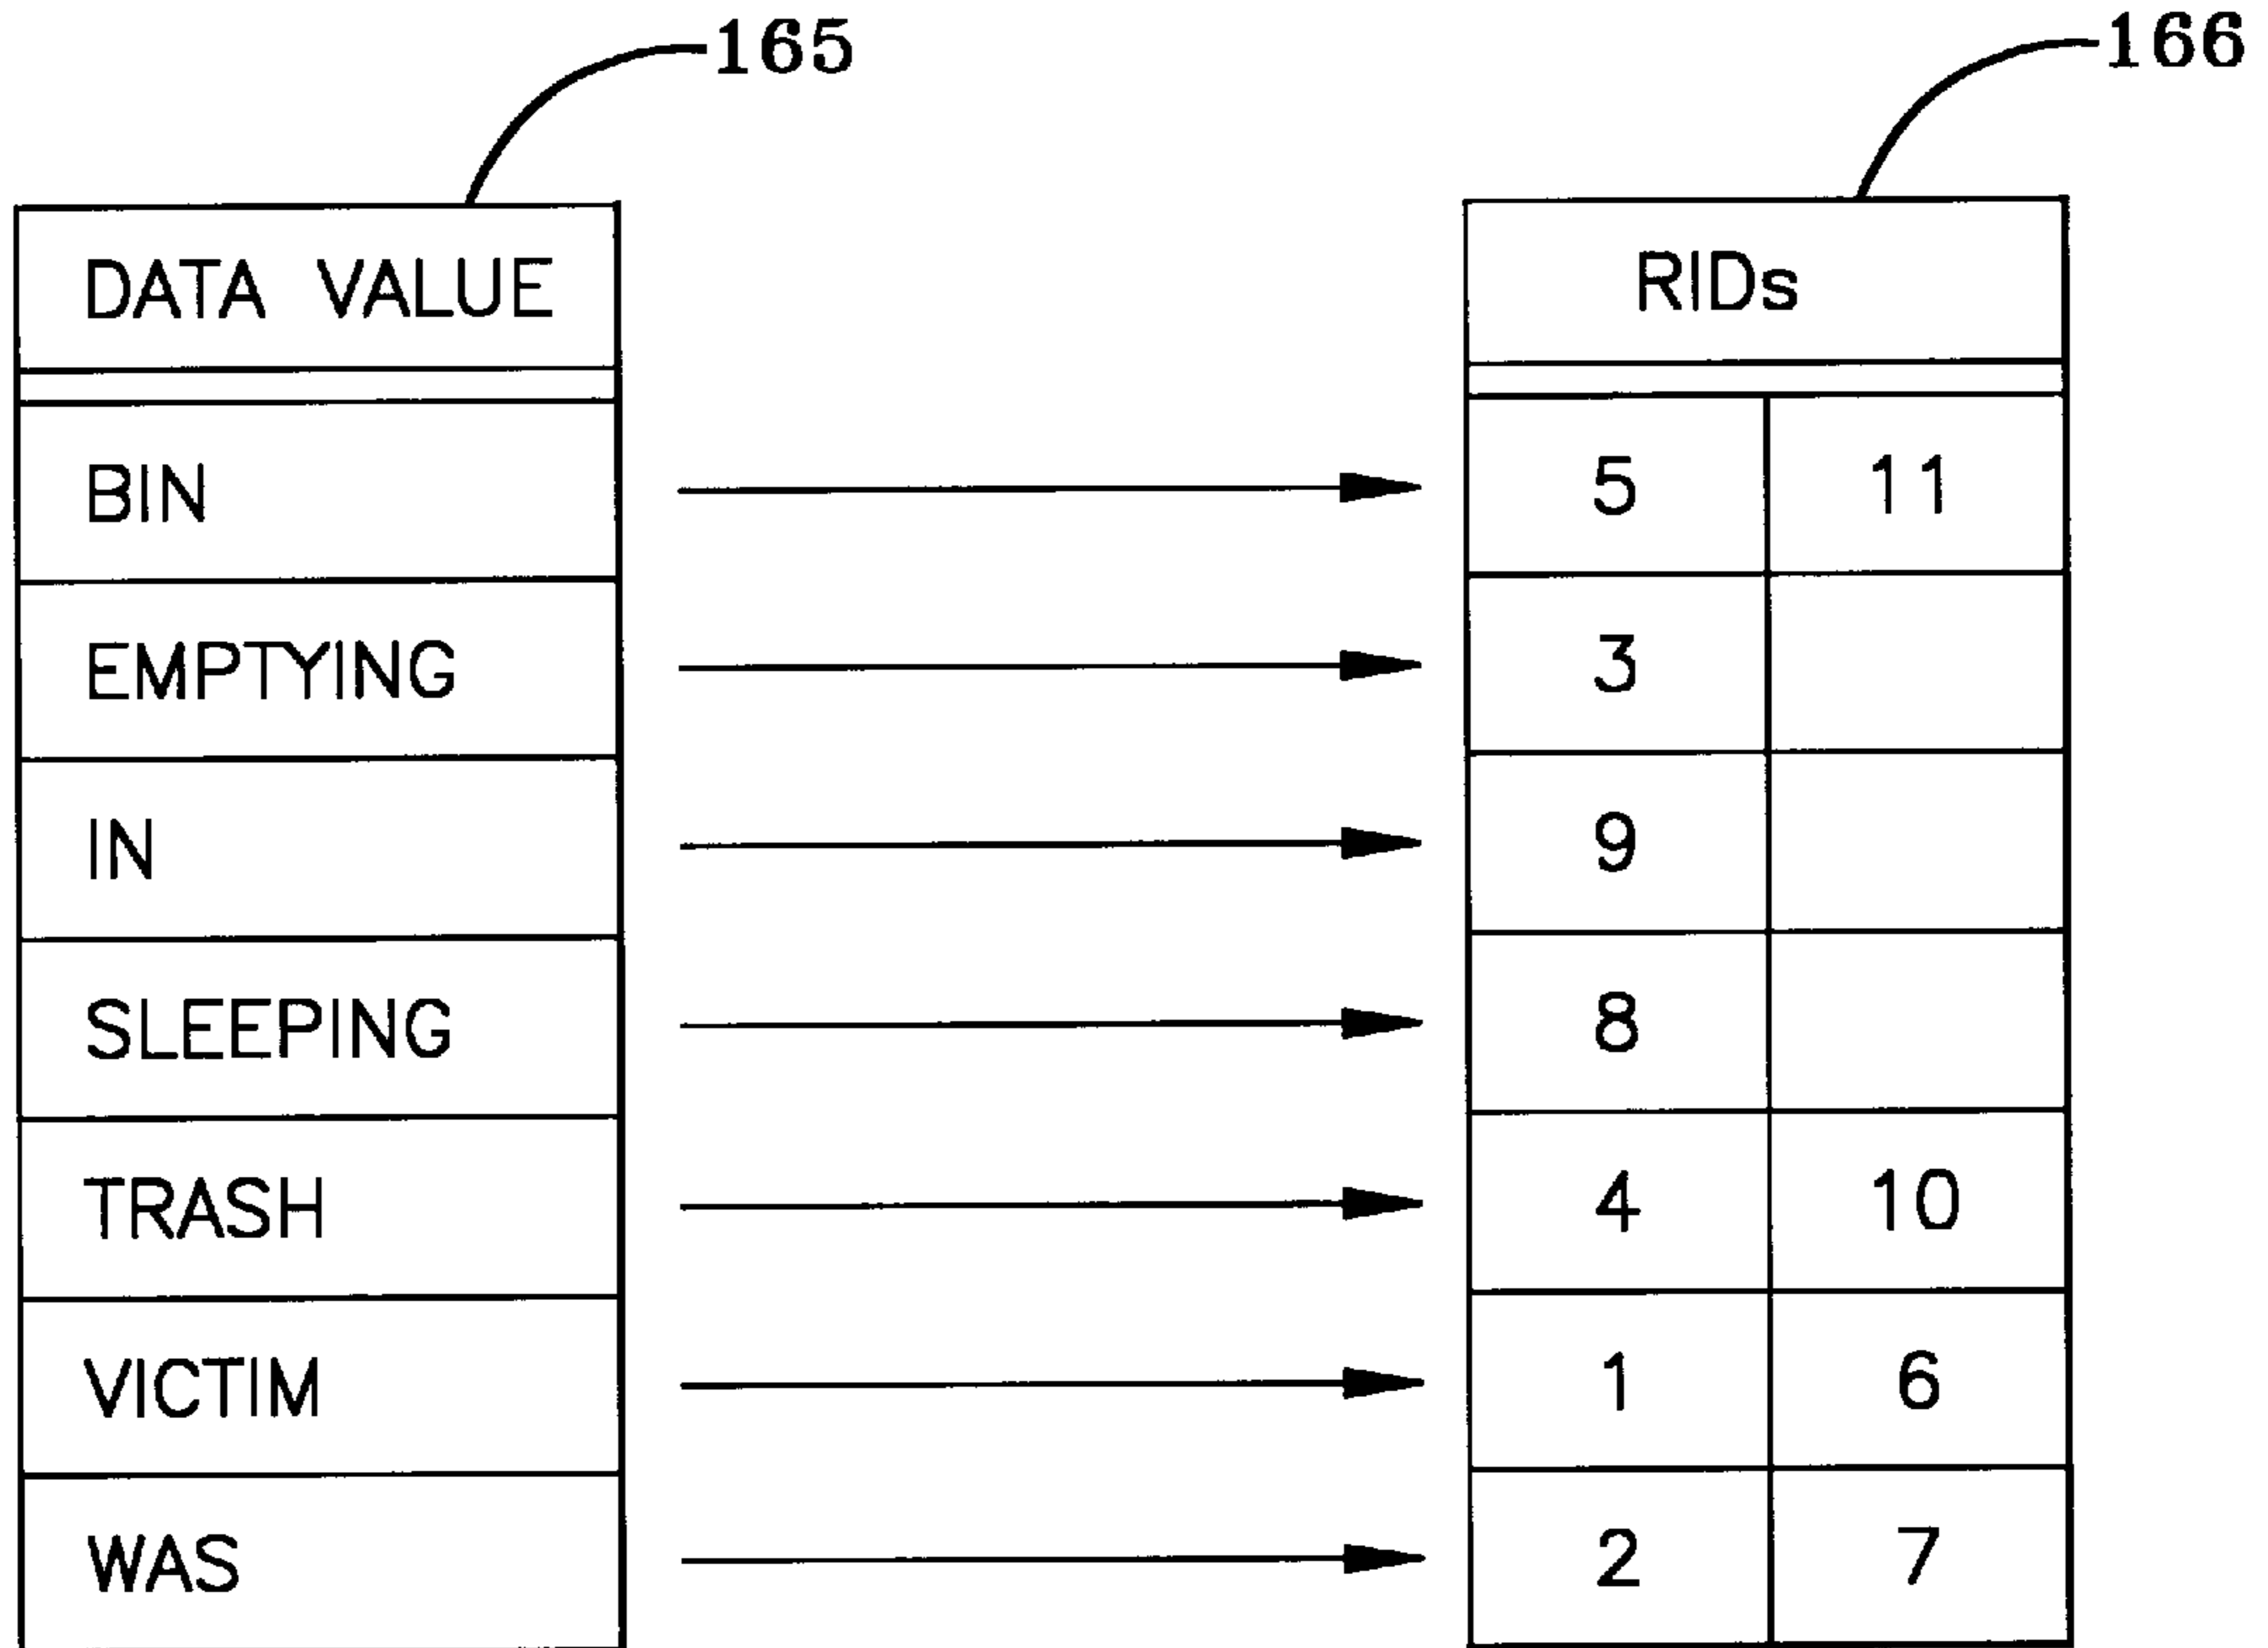 165 166
DATA VALUE RIDs
BIN 5 11
EMPTYING 3
IN 9
SLEEPING 8
TRASH 4 10
VICTIM 1 6
WAS 2 7